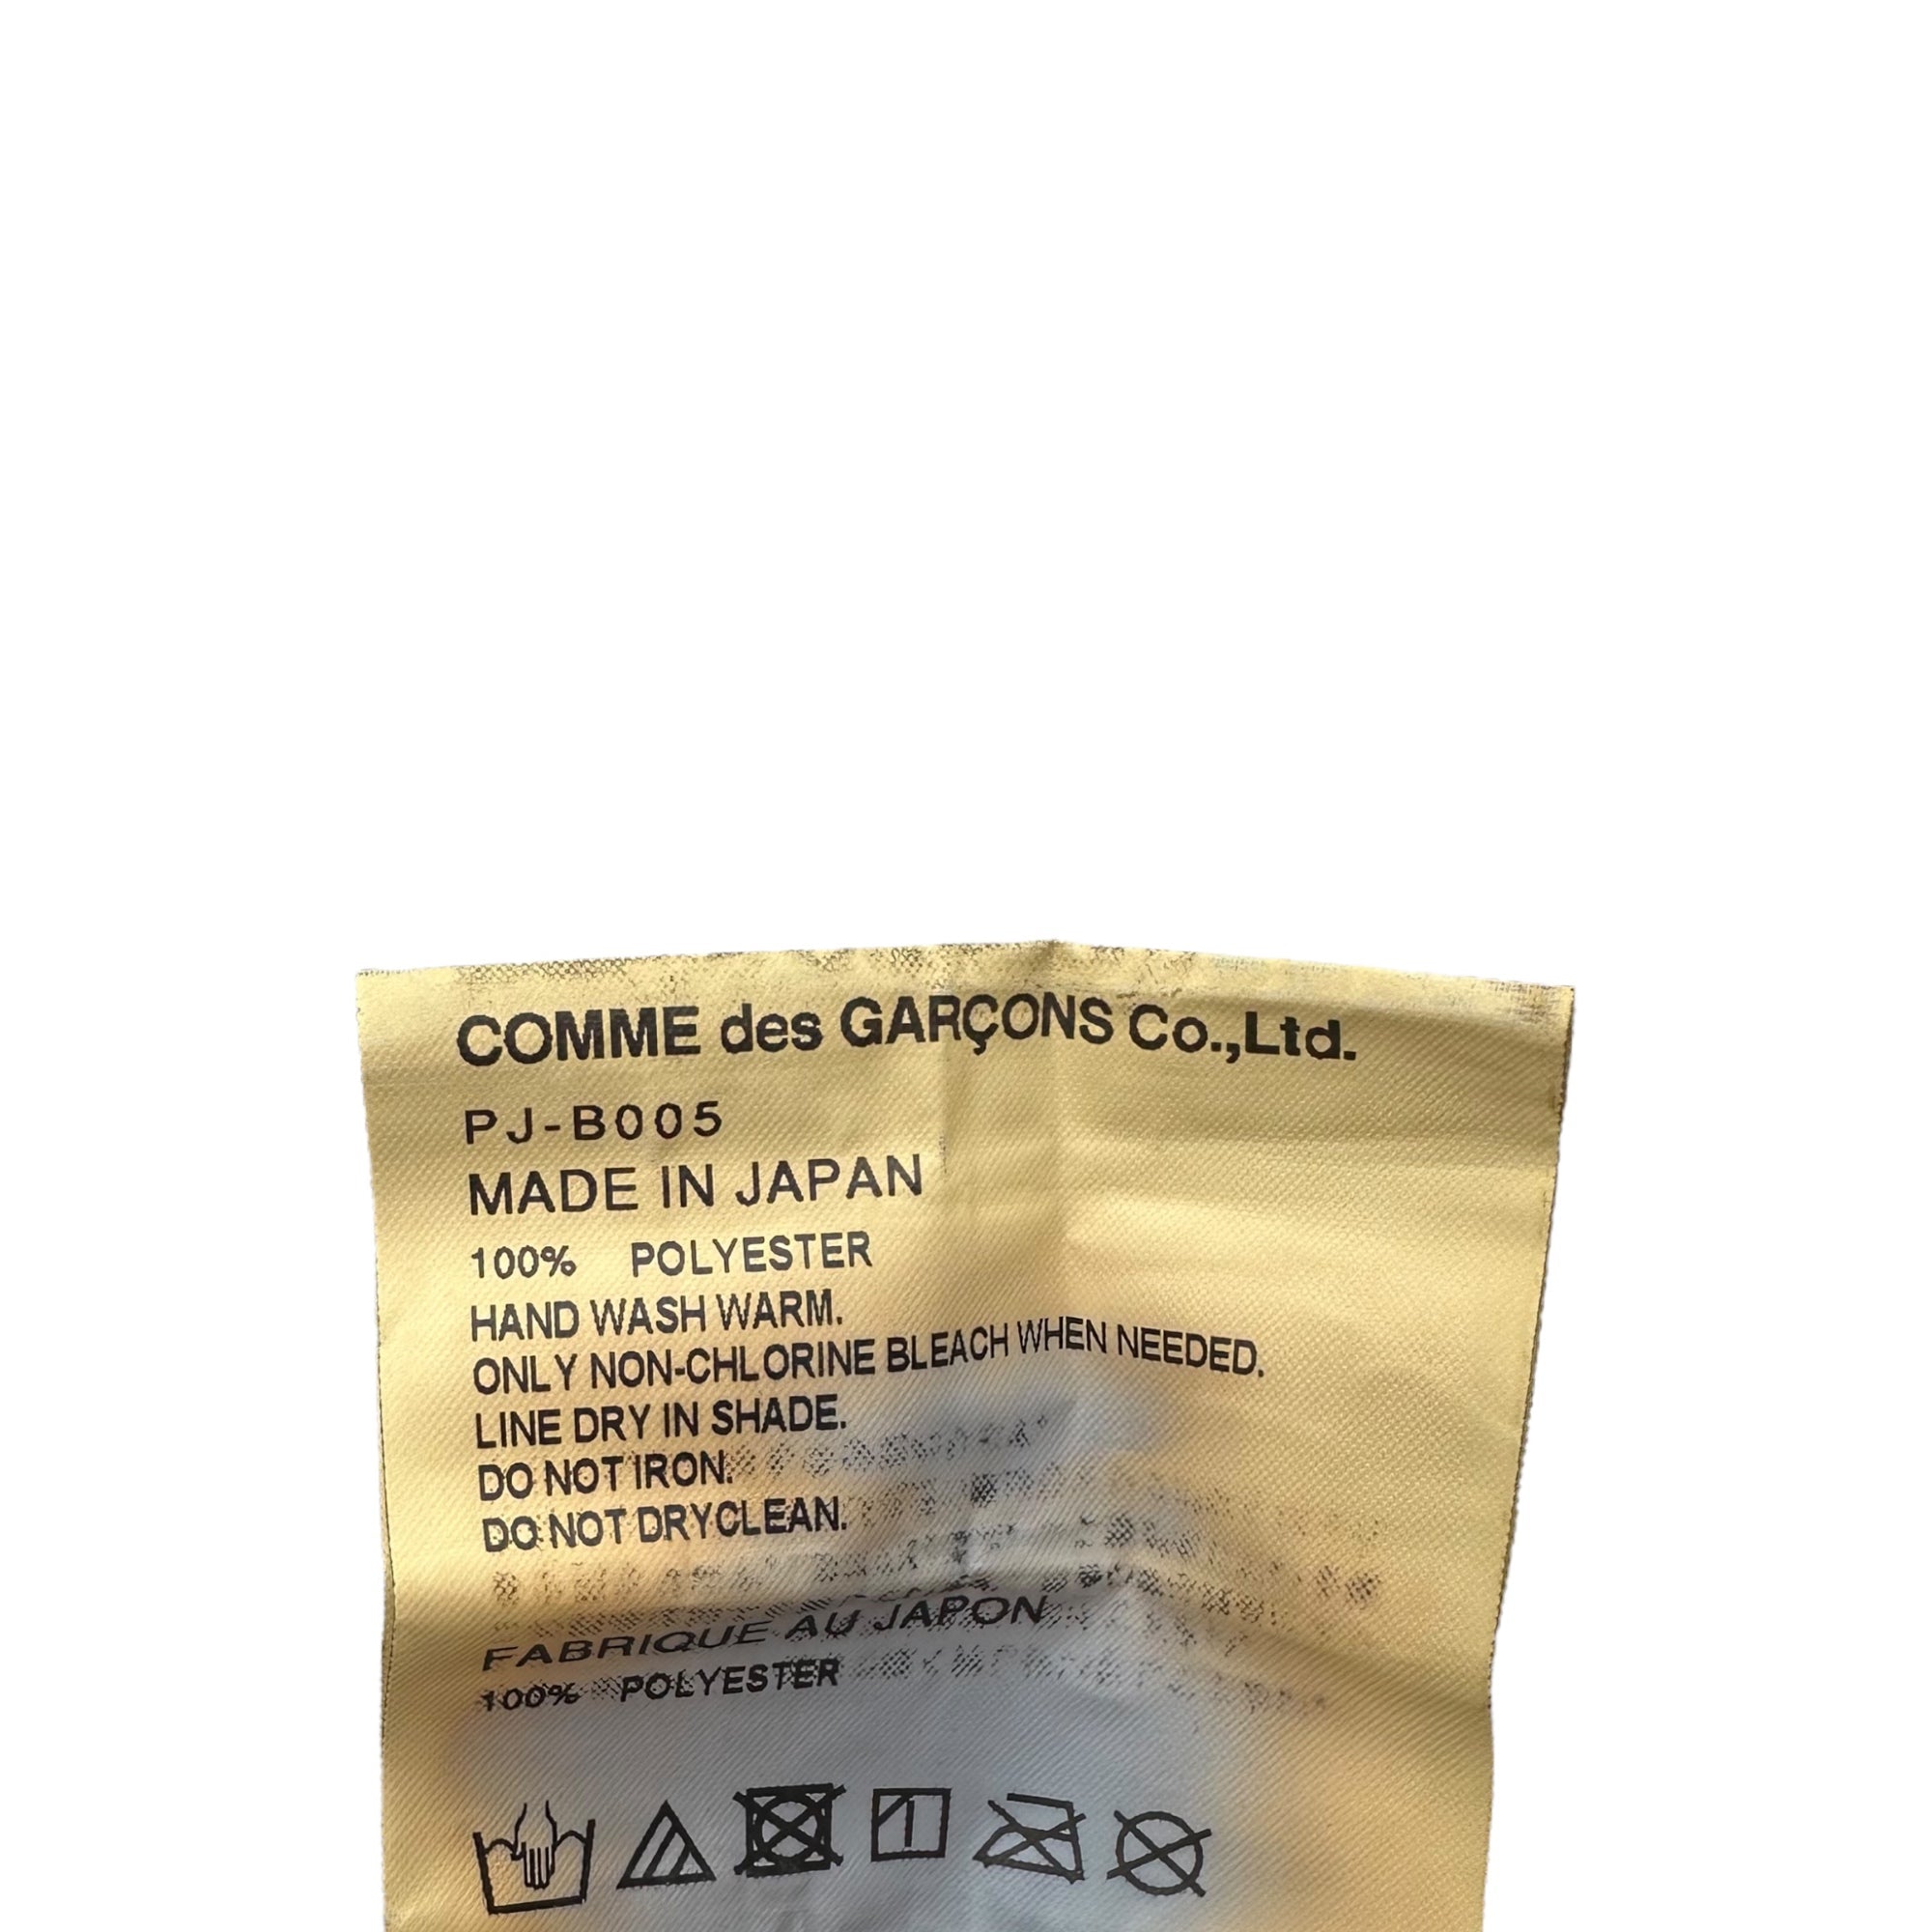 COMME des GARÇONS Co.,Ltd.
PJ-B005
MADE IN JAPAN
100% POLYESTER
HAND WASH WARM.
ONLY NON-CHLORINE BLEACH WHEN NEEDED.
LINE DRY IN SHADE.
DO NOT IRON.
DO NOT DRYCLEAN.
FABRIQUE AU JAPON
100% POLYESTER